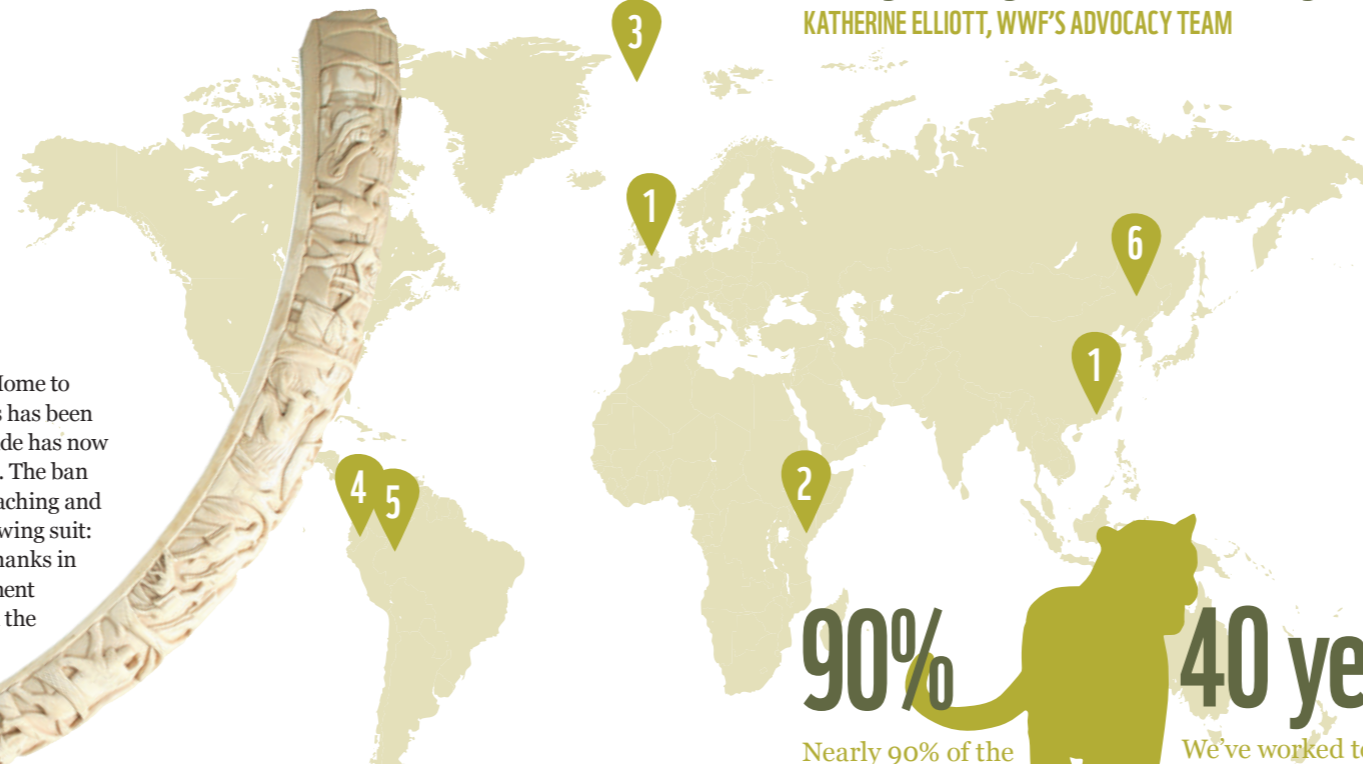 KATHERINE ELLIOTT, WWF'S ADVOCACY TEAM
3
1
6
1
2
4
5
Home to
has been
de has now
. The ban
aching and
wing suit:
hanks in
ment
the
90%
Nearly 90% of the
40 ye
We've worked to